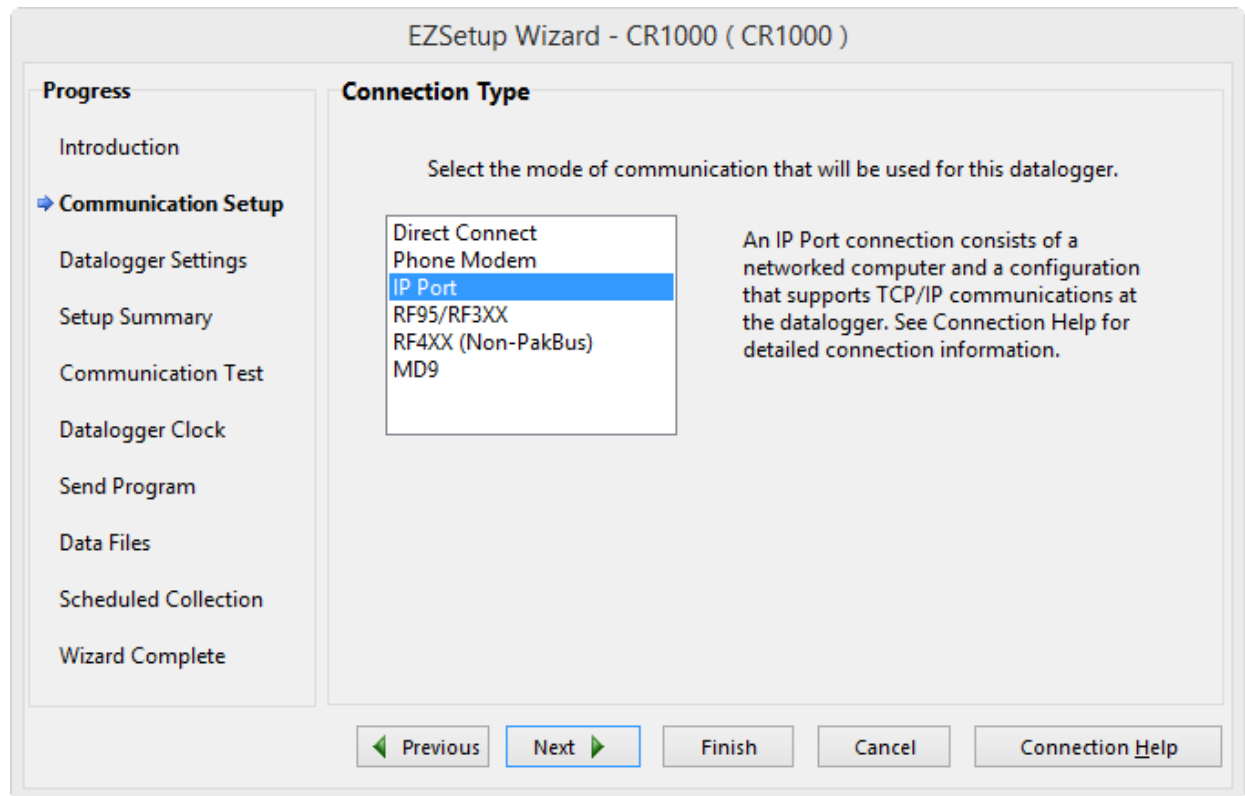 EZSetup Wizard - CR1000 ( CR1000 )
Progress
Introduction
Communication Setup
Datalogger Settings
Setup Summary
Communication Test
Datalogger Clock
Send Program
Data Files
Scheduled Collection
Wizard Complete
Connection Type
Select the mode of communication that will be used for this datalogger.
Direct Connect
Phone Modem
IP Port
RF95/RF3XX
RF4XX (Non-PakBus)
MD9
An IP Port connection consists of a
networked computer and a configuration
that supports TCP/IP communications at
the datalogger. See Connection Help for
detailed connection information.
Previous
Next
Finish
Cancel
Connection Help